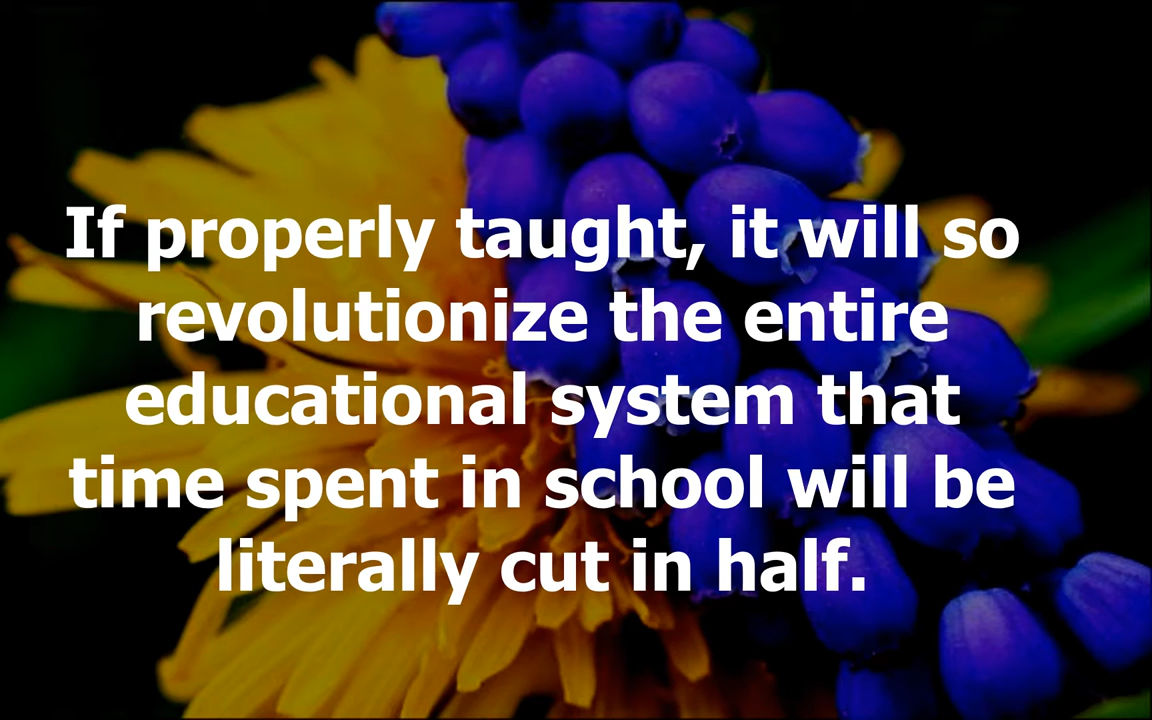 If properly taught, it will so
revolutionize the entire
educational system that
time spent in school will be
literally cut in half.